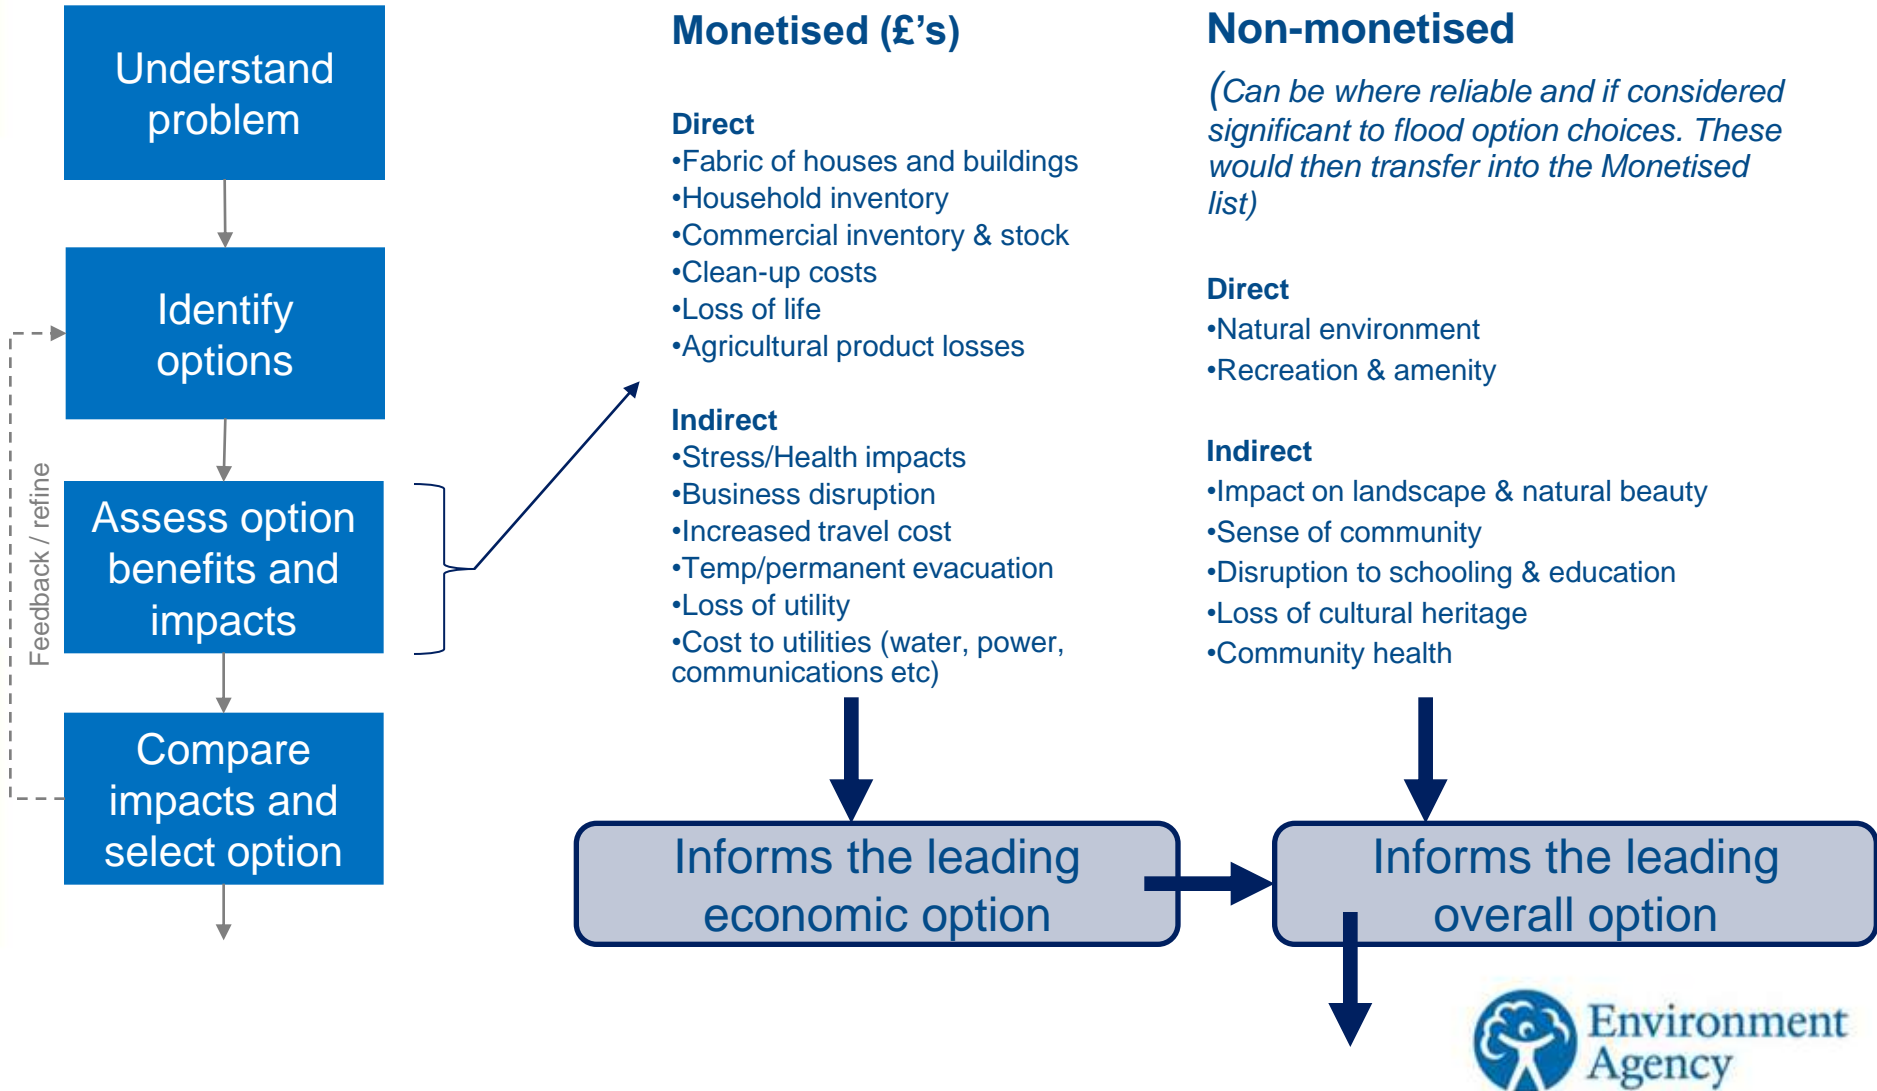 Understand
problem
Identify
options
Feedback / refine
Assess option
benefits and
impacts
Compare
impacts and
select option
Monetised (£’s)
Direct
•Fabric of houses and buildings
•Household inventory
•Commercial inventory & stock
•Clean-up costs
•Loss of life
•Agricultural product losses
Indirect
•Stress/Health impacts
•Business disruption
•Increased travel cost
•Temp/permanent evacuation
•Loss of utility
•Cost to utilities (water, power,
communications etc)
Informs the leading
economic option
Non-monetised
(Can be where reliable and if considered
significant to flood option choices. These
would then transfer into the Monetised
list)
Direct
•Natural environment
•Recreation & amenity
Indirect
•Impact on landscape & natural beauty
•Sense of community
•Disruption to schooling & education
•Loss of cultural heritage
•Community health
Informs the leading
overall option
Environment
Agency